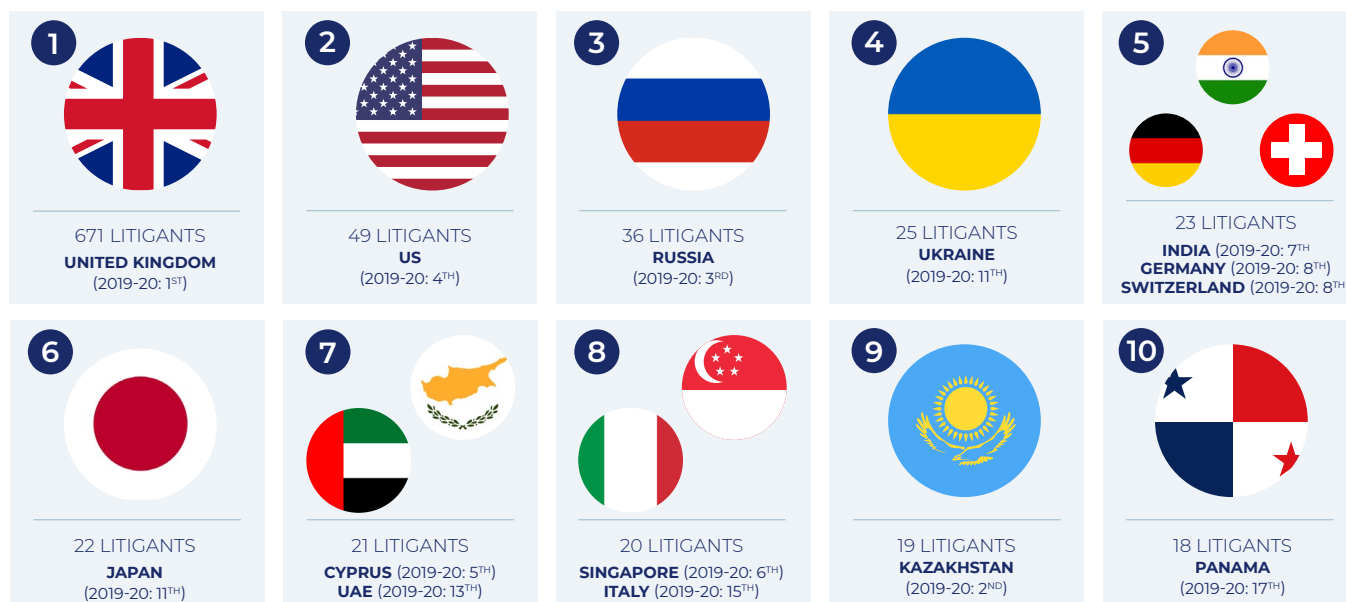 1
671 LITIGANTS
UNITED KINGDOM
(2019-20: 1ST)
2
49 LITIGANTS
US
(2019-20: 4TH)
3
36 LITIGANTS
RUSSIA
(2019-20: 3RD)
4
25 LITIGANTS
UKRAINE
(2019-20: 11TH)
5
23 LITIGANTS
INDIA (2019-20: 7TH
GERMANY (2019-20: 8TH)
SWITZERLAND (2019-20: 8TH
6
22 LITIGANTS
JAPAN
(2019-20: 11TH)
7
21 LITIGANTS
CYPRUS (2019-20: 5TH)
UAE (2019-20: 13TH)
8
20 LITIGANTS
SINGAPORE (2019-20: 6TH)
ITALY (2019-20: 15TH)
9
19 LITIGANTS
KAZAKHSTAN
(2019-20: 2ND)
10
18 LITIGANTS
PANAMA
(2019-20: 17TH)